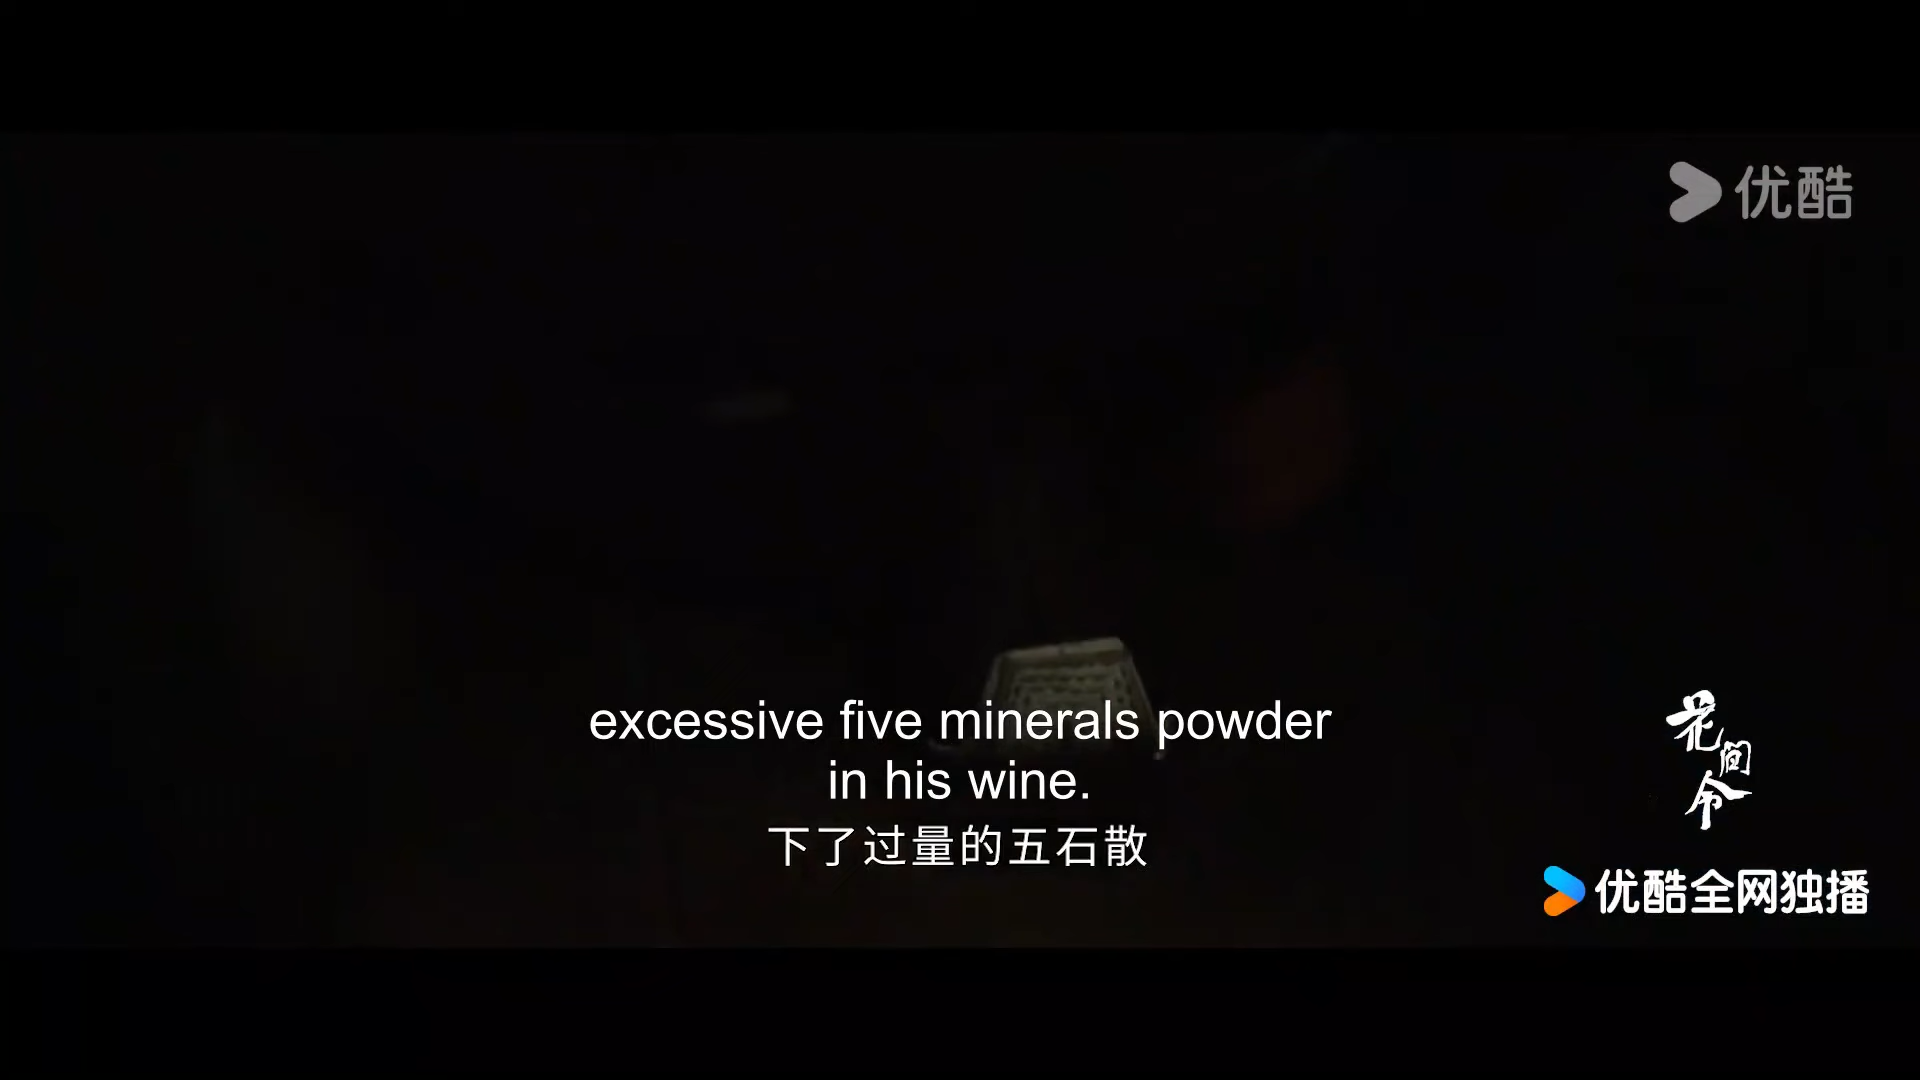 优酷
excessive five minerals powder
in his wine.
下了过量的五石散
花间令
优酷全网独播